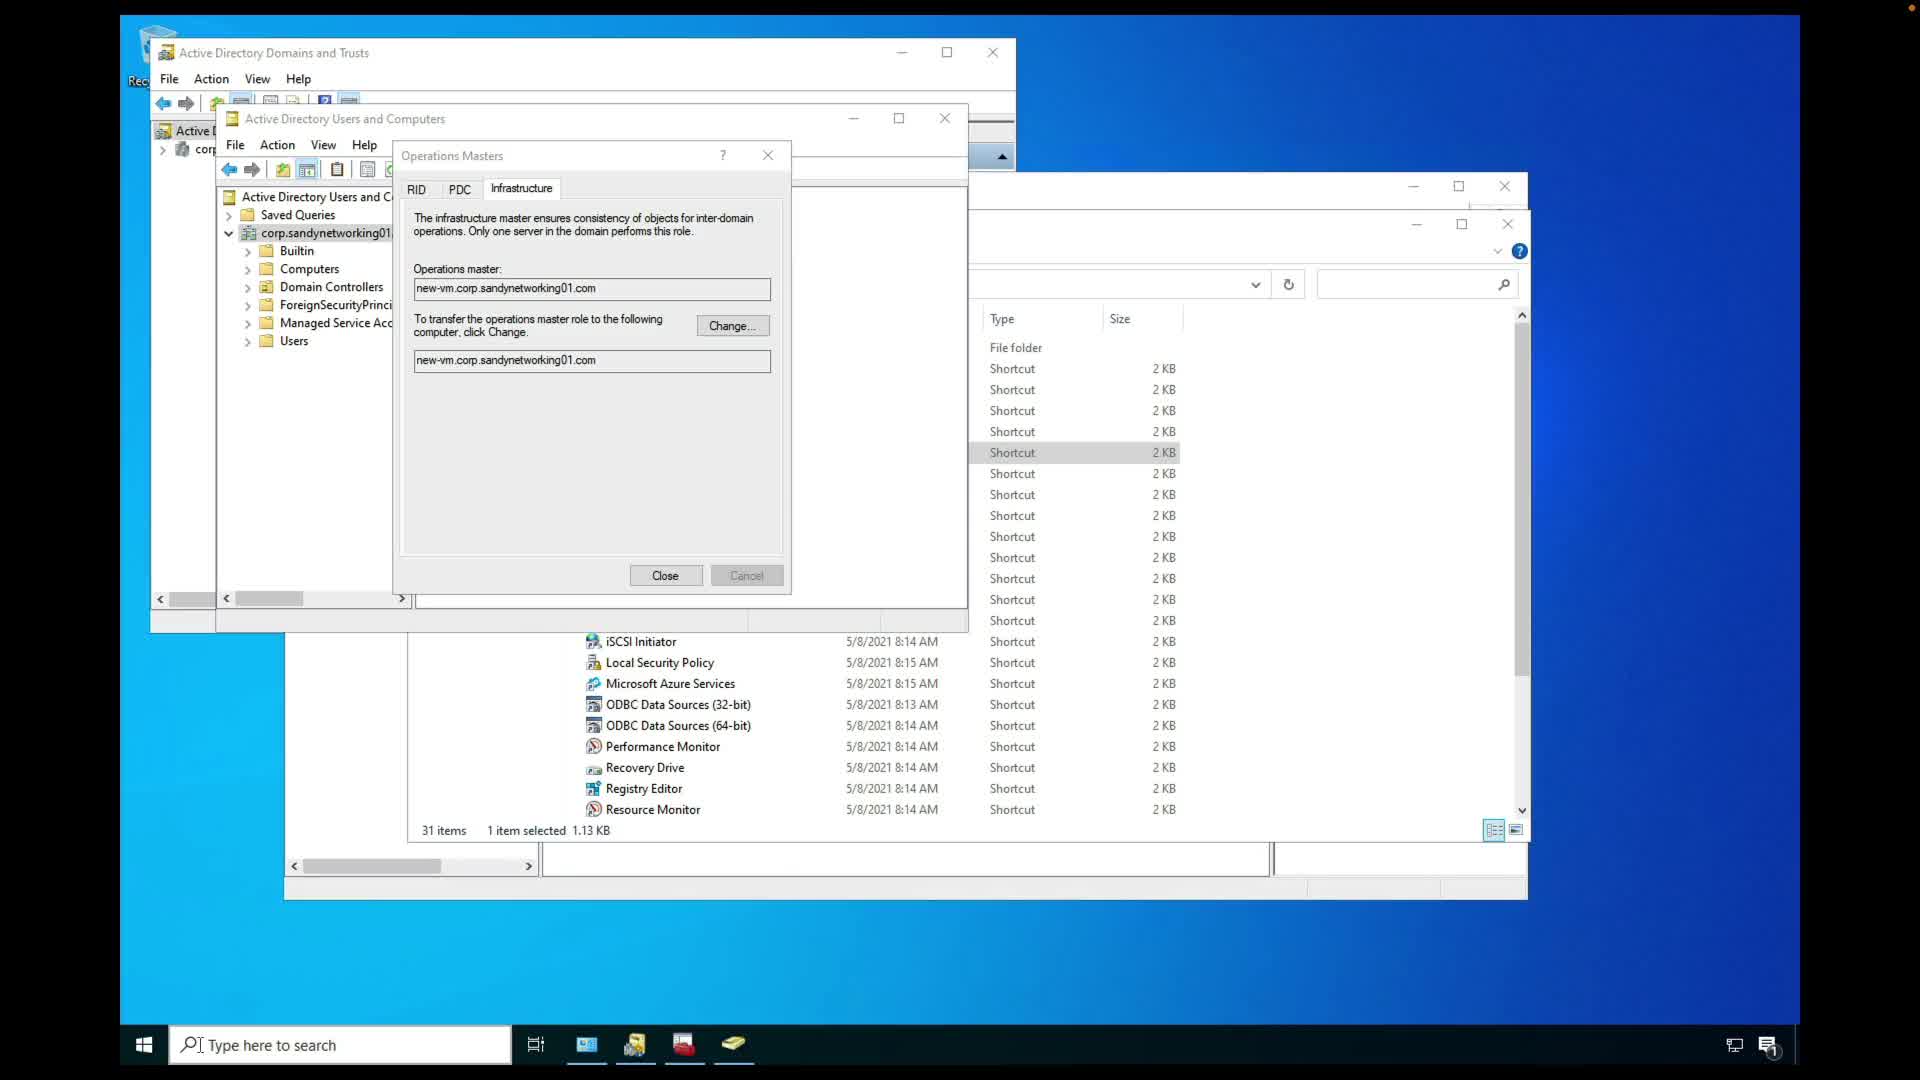 Active Directory Domains and Trusts
File Action View Help
Active Directory Users and Computers
File Action View Help
Operations Masters
RID PDC Infrastructure
The infrastructure master ensures consistency of objects for inter-domain
operations. Only one server in the domain performs this role.
Operations master:
new-vm.corp.sandynetworking01.com
To transfer the operations master role to the following
computer, click Change.
Change...
new-vm.corp.sandynetworking01.com
Close Cancel
Active D
corp
Active Directory Users and C
Saved Queries
corp.sandynetworking01.
Builtin
Computers
Domain Controllers
ForeignSecurityPrinci
Managed Service Acc
Users
Type Size
File folder
Shortcut 2 KB
Shortcut 2 KB
Shortcut 2 KB
Shortcut 2 KB
Shortcut 2 KB
Shortcut 2 KB
Shortcut 2 KB
Shortcut 2 KB
Shortcut 2 KB
Shortcut 2 KB
Shortcut 2 KB
Shortcut 2 KB
Shortcut 2 KB
iSCSI Initiator 5/8/2021 8:14 AM Shortcut 2 KB
Local Security Policy 5/8/2021 8:15 AM Shortcut 2 KB
Microsoft Azure Services 5/8/2021 8:15 AM Shortcut 2 KB
ODBC Data Sources (32-bit) 5/8/2021 8:13 AM Shortcut 2 KB
ODBC Data Sources (64-bit) 5/8/2021 8:14 AM Shortcut 2 KB
Performance Monitor 5/8/2021 8:14 AM Shortcut 2 KB
Recovery Drive 5/8/2021 8:14 AM Shortcut 2 KB
Registry Editor 5/8/2021 8:14 AM Shortcut 2 KB
Resource Monitor 5/8/2021 8:14 AM Shortcut 2 KB
31 items 1 item selected 1.13 KB
Type here to search
1